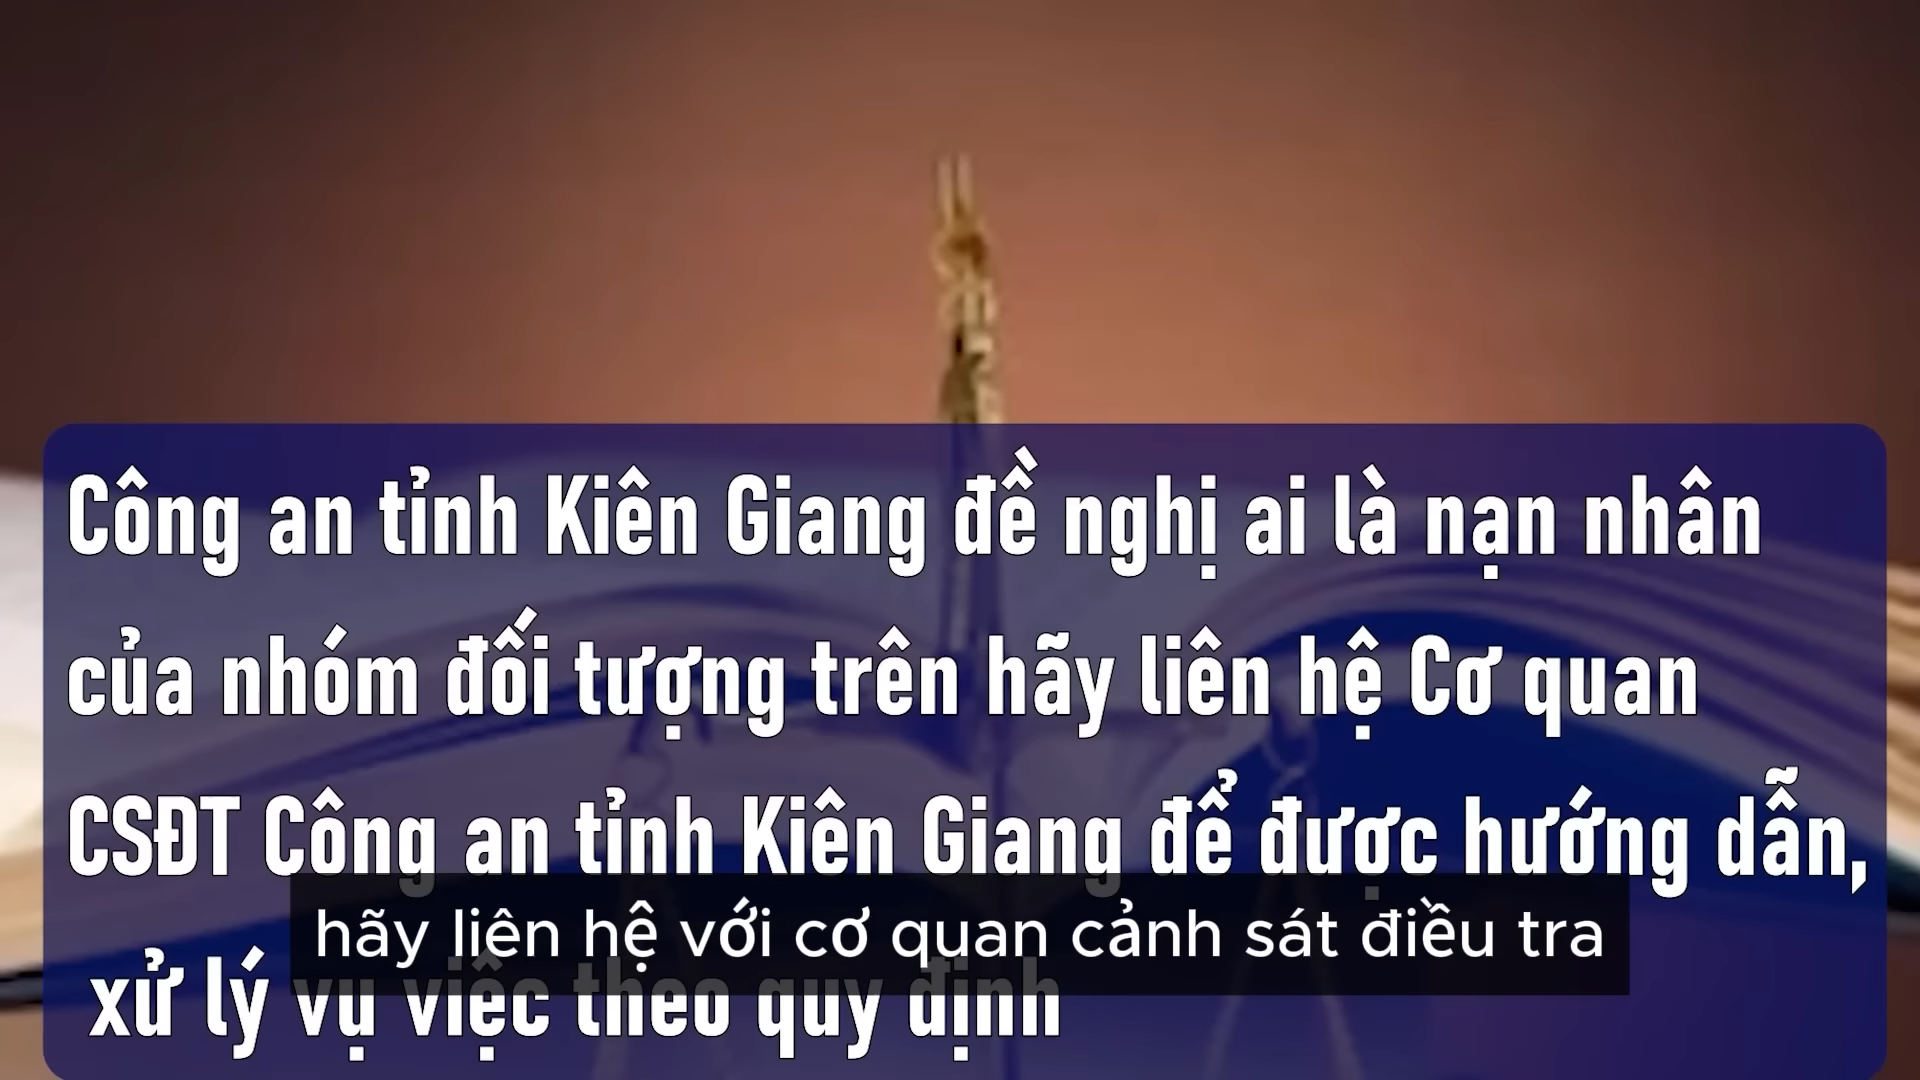 Công an tỉnh Kiên Giang đề nghị ai là nạn nhân
của nhóm đối tượng trên hãy liên hệ Cơ quan
CSĐT Công an tỉnh Kiên Giang để được hướng dẫn,
hãy liên hệ với cơ quan cảnh sát điều tra
xử lý vụ việc theo quy định